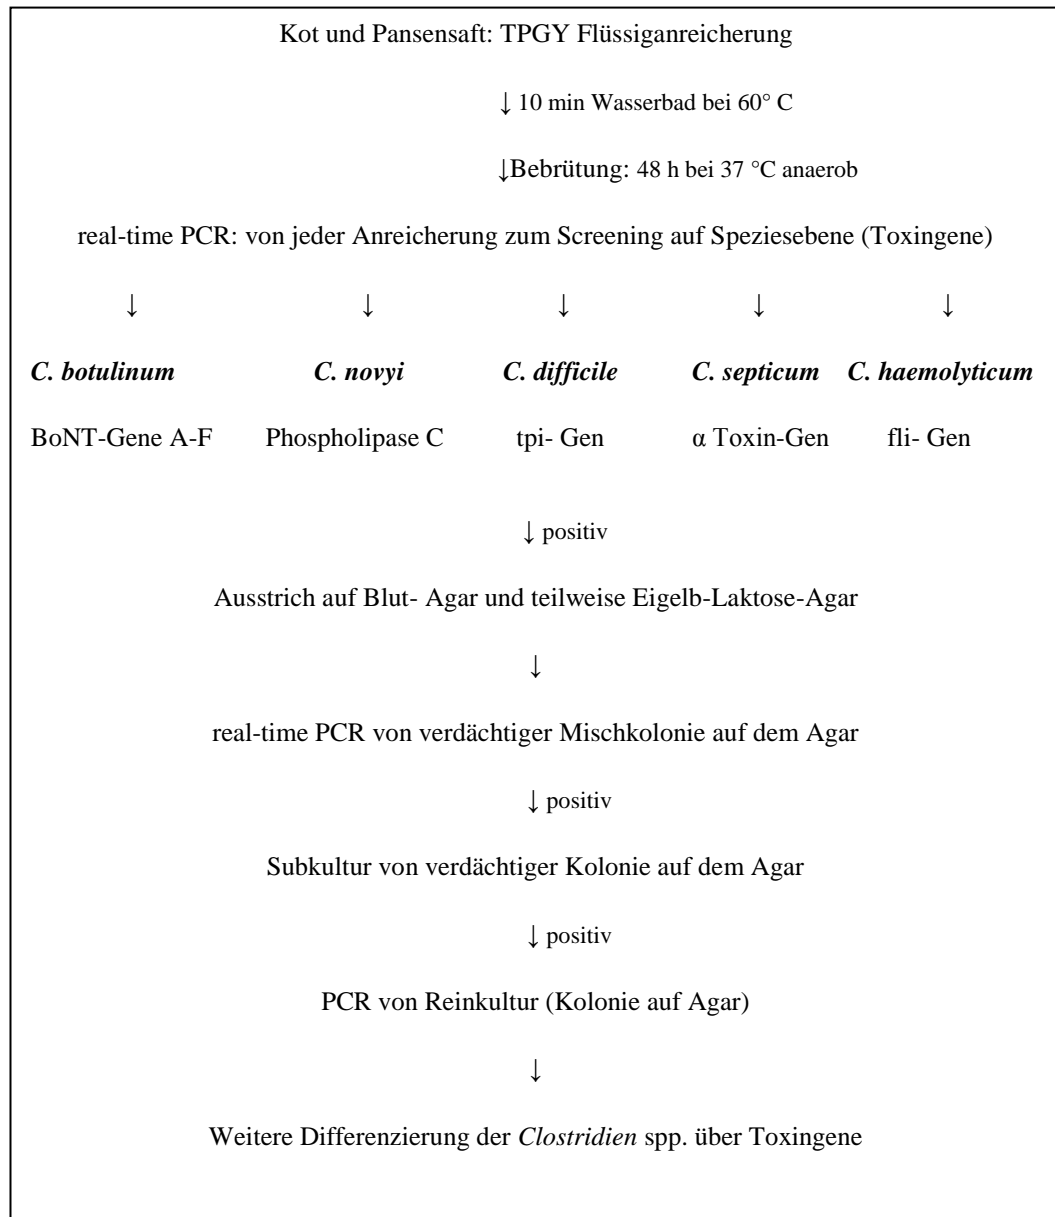 Kot und Pansensaft: TPGY Flüssiganreicherung
↓ 10 min Wasserbad bei 60° C
↓Bebrütung: 48 h bei 37 °C anaerob
real-time PCR: von jeder Anreicherung zum Screening auf Speziesebene (Toxingene)
↓ ↓ ↓ ↓ ↓
C. botulinum C. novyi C. difficile C. septicum C. haemolyticum
BoNT-Gene A-F Phospholipase C tpi- Gen α Toxin-Gen fli- Gen
↓ positiv
Ausstrich auf Blut- Agar und teilweise Eigelb-Laktose-Agar
↓
real-time PCR von verdächtiger Mischkolonie auf dem Agar
↓ positiv
Subkultur von verdächtiger Kolonie auf dem Agar
↓ positiv
PCR von Reinkultur (Kolonie auf Agar)
↓
Weitere Differenzierung der Clostridien spp. über Toxingene